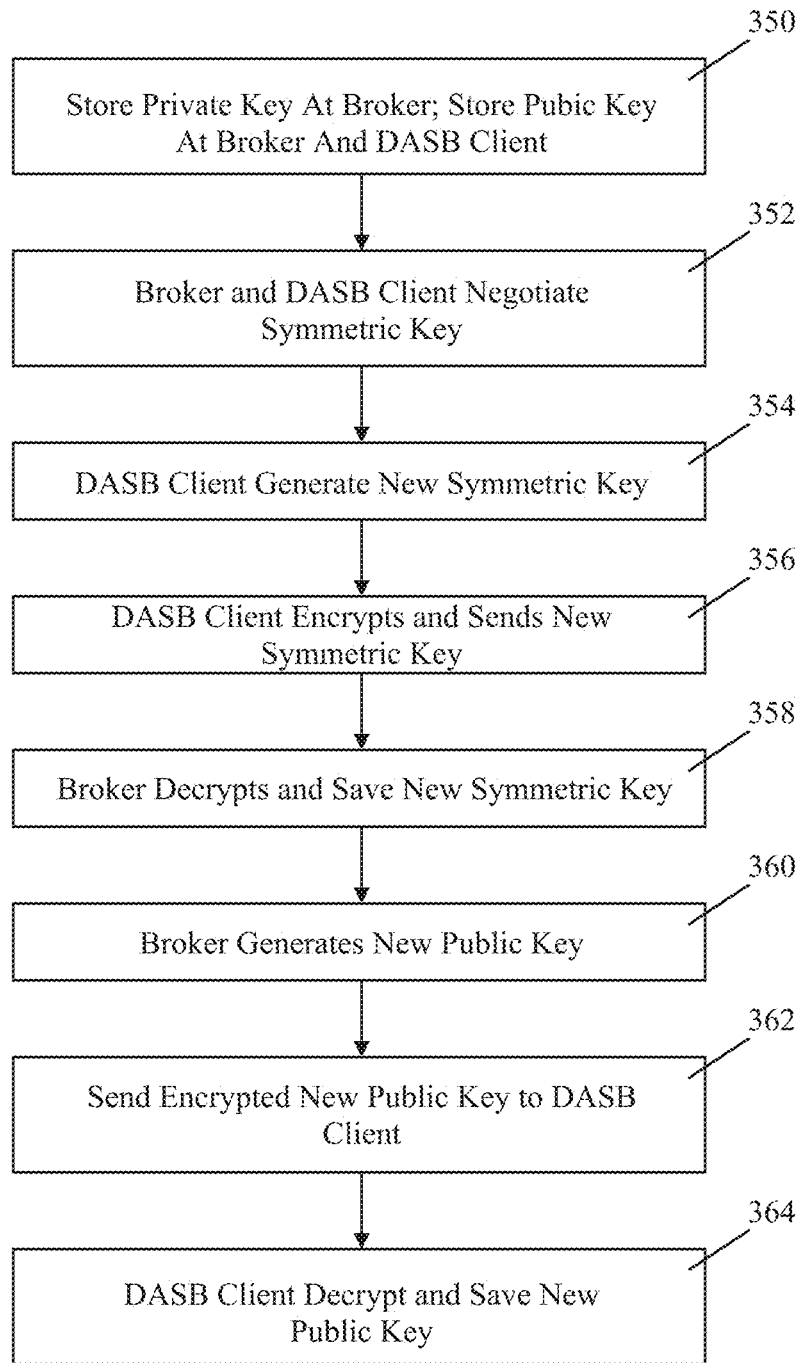 350
Store Private Key At Broker; Store Pubic Key
At Broker And DASB Client
352
Broker and DASB Client Negotiate
Symmetric Key
354
DASB Client Generate New Symmetric Key
356
DASB Client Encrypts and Sends New
Symmetric Key
358
Broker Decrypts and Save New Symmetric Key
360
Broker Generates New Public Key
362
Send Encrypted New Public Key to DASB
Client
364
DASB Client Decrypt and Save New
Public Key